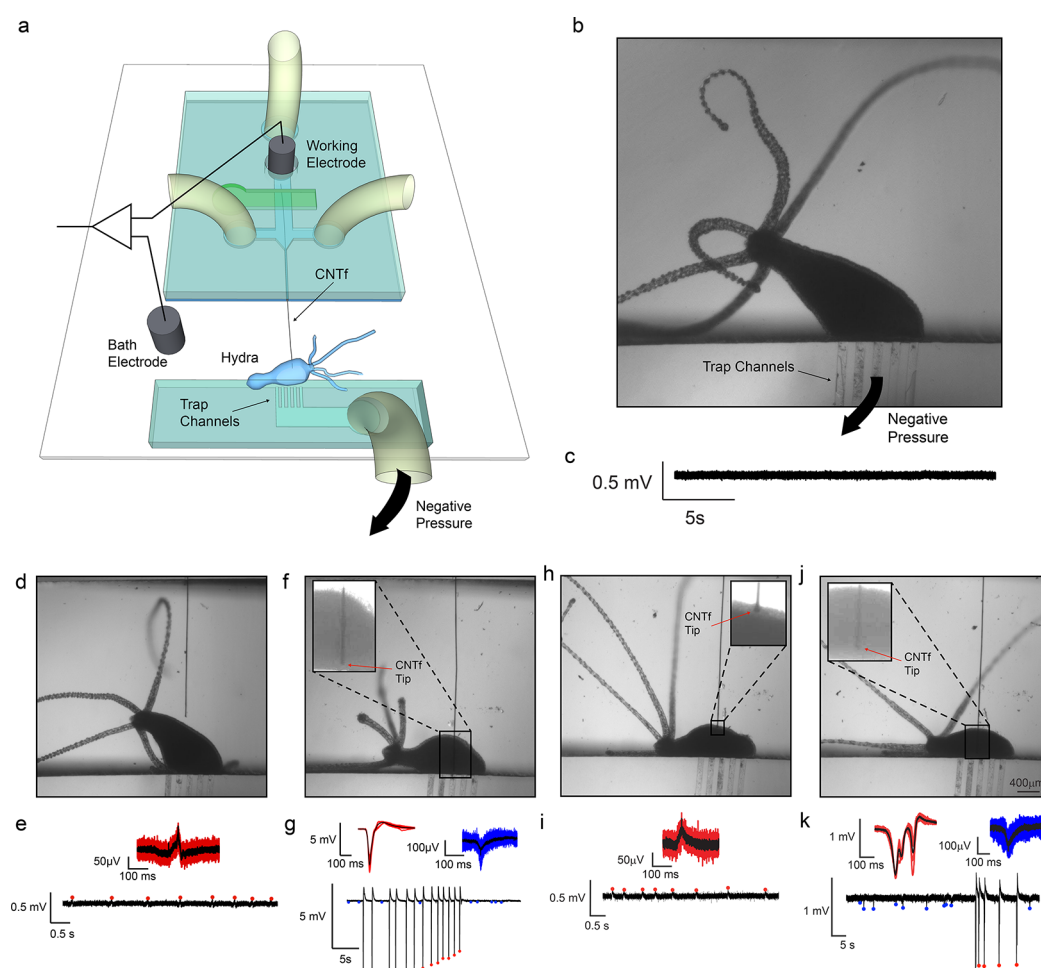 a
Working
Electrode
CNTf
Bath
Electrode
Hydra
Trap
Channels
Negative
Pressure
b
Trap Channels
Negative
Pressure
c
0.5 mV
5s
d
f
CNTf
Tip
h
CNTf
Tip
j
CNTf
Tip
400μm
e
50μV
100 ms
0.5 mV
0.5 s
g
5 mV
100 ms
100μV
100 ms
5 mV
5s
i
50μV
100 ms
0.5 mV
0.5 s
k
1 mV
100 ms
100μV
100 ms
1 mV
5 s